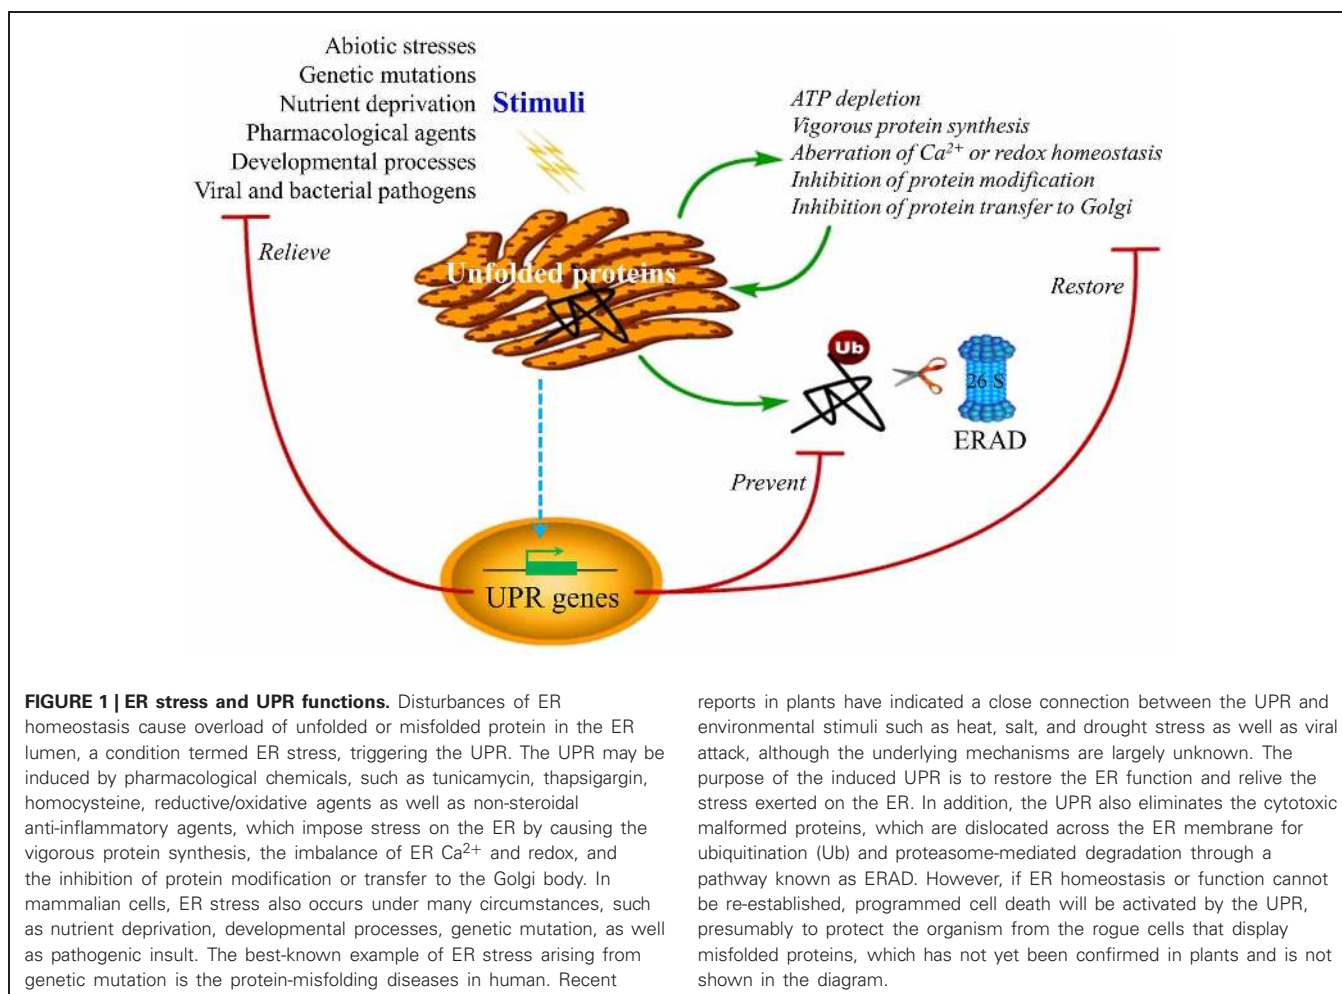 Abiotic stresses
Genetic mutations
Nutrient deprivation
Pharmacological agents
Developmental processes
Viral and bacterial pathogens
Stimuli
ATP depletion
Vigorous protein synthesis
Aberration of Ca²⁺ or redox homeostasis
Inhibition of protein modification
Inhibition of protein transfer to Golgi
Relieve
Unfolded proteins
Restore
Ub
26 S
ERAD
Prevent
UPR genes
FIGURE 1 | ER stress and UPR functions. Disturbances of ER
homeostasis cause overload of unfolded or misfolded protein in the ER
lumen, a condition termed ER stress, triggering the UPR. The UPR may be
induced by pharmacological chemicals, such as tunicamycin, thapsigargin,
homocysteine, reductive/oxidative agents as well as non-steroidal
anti-inflammatory agents, which impose stress on the ER by causing the
vigorous protein synthesis, the imbalance of ER Ca²⁺ and redox, and
the inhibition of protein modification or transfer to the Golgi body. In
mammalian cells, ER stress also occurs under many circumstances, such
as nutrient deprivation, developmental processes, genetic mutation, as well
as pathogenic insult. The best-known example of ER stress arising from
genetic mutation is the protein-misfolding diseases in human. Recent
reports in plants have indicated a close connection between the UPR and
environmental stimuli such as heat, salt, and drought stress as well as viral
attack, although the underlying mechanisms are largely unknown. The
purpose of the induced UPR is to restore the ER function and relive the
stress exerted on the ER. In addition, the UPR also eliminates the cytotoxic
malformed proteins, which are dislocated across the ER membrane for
ubiquitination (Ub) and proteasome-mediated degradation through a
pathway known as ERAD. However, if ER homeostasis or function cannot
be re-established, programmed cell death will be activated by the UPR,
presumably to protect the organism from the rogue cells that display
misfolded proteins, which has not yet been confirmed in plants and is not
shown in the diagram.